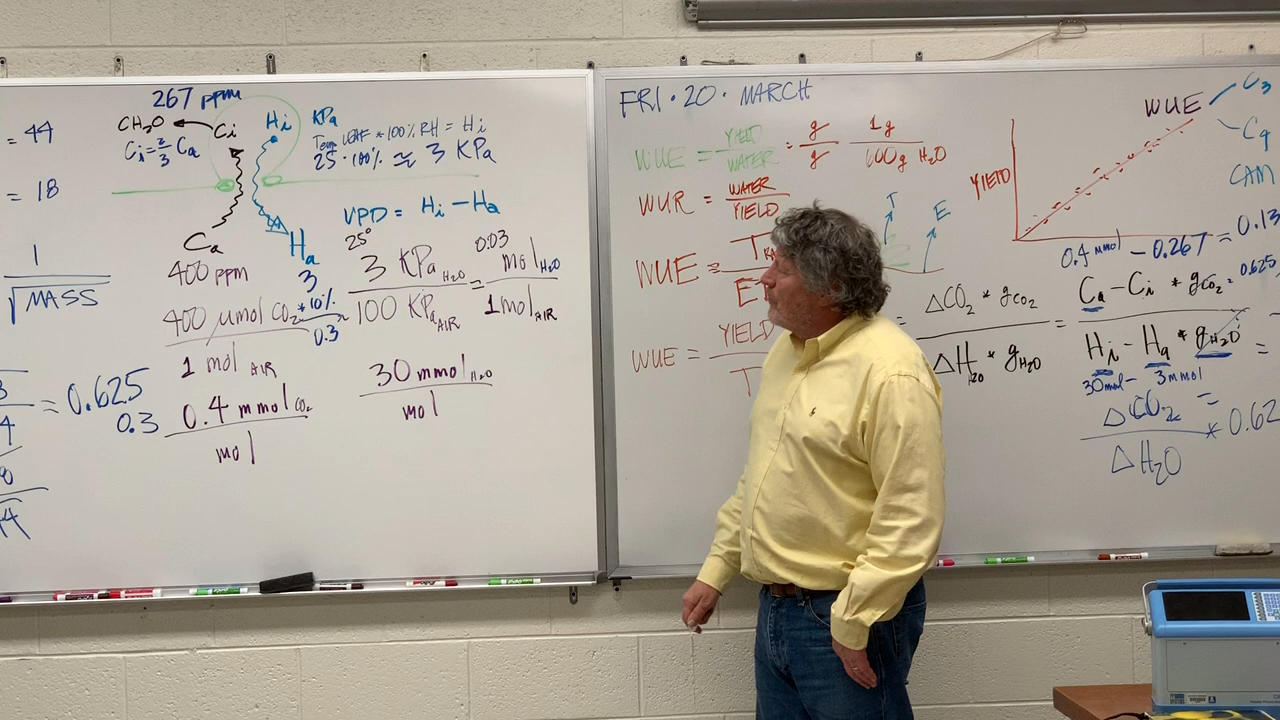 267 ppm
= 44
CH₂O
Ci
Hi
KPa
Ci = 2/3 Ca
Temp LEAF * 100% RH = Hi
25 · 100% ≃ 3 KPa
= 18
VPD = Hi – Ha
Ca
Ha
400 ppm
25°
3 KPa H₂O / 100 KPa AIR = 0.03 mol H₂O / 1 mol AIR
1 / √MASS
3 * 10%
0.3
400 µmol CO₂ / 1 mol AIR
= 0.625
0.3
0.4 mmol CO₂ / mol
30 mmol H₂O / mol
FRI · 20 · MARCH
WUE = YIELD / WATER = g / g 1g / 600g H₂O
WUR = WATER / YIELD
WUE =
WUE = YIELD / T
T
E
ΔCO₂ * gCO₂ / ΔH₂O * gH₂O =
WUE
YIELD
C₃
C₄
CAM
0.4 mmol – 0.267 = 0.13
Ca – Ci * gCO₂ = 0.625
Hi – Ha * gH₂O =
30 mmol – 3 mmol
ΔCO₂ / ΔH₂O * 0.62